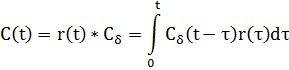 C(t) = r(t) * C_δ = ∫_0^t C_δ(t − τ)r(τ)dτ